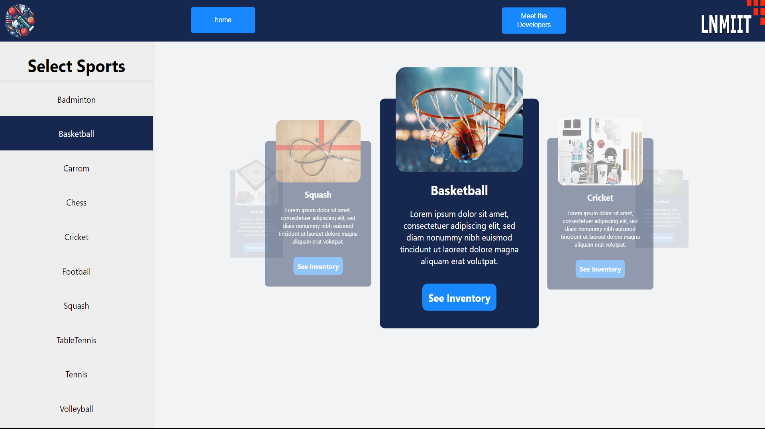 home
Meet the
Developers
LNMIIT
Select Sports
Badminton
Basketball
Carrom
Chess
Cricket
Football
Squash
TableTennis
Tennis
Volleyball
Squash
Lorem ipsum dolor sit amet,
consectetuer adipiscing elit, sed
diam nonummy nibh euismod
tincidunt ut laoreet dolore magna
aliquam erat volutpat.
See Inventory
Basketball
Lorem ipsum dolor sit amet,
consectetuer adipiscing elit, sed
diam nonummy nibh euismod
tincidunt ut laoreet dolore magna
aliquam erat volutpat.
See Inventory
Cricket
Lorem ipsum dolor sit amet,
consectetuer adipiscing elit, sed
diam nonummy nibh euismod
tincidunt ut laoreet dolore magna
aliquam erat volutpat.
See Inventory